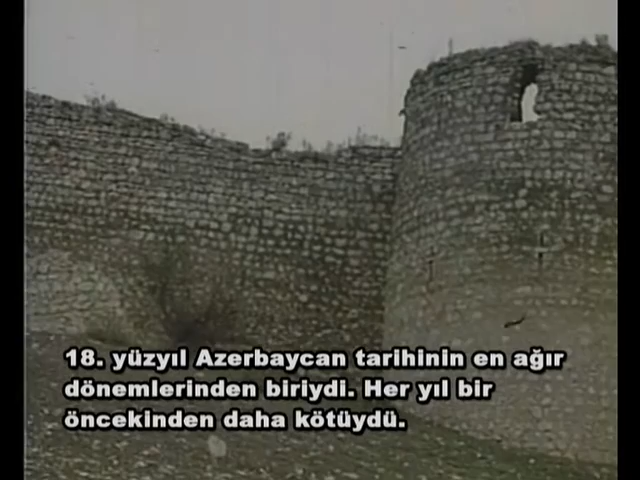 18. yüzyıl Azerbaycan tarihinin en ağır
dönemlerinden biriydi. Her yıl bir
öncekinden daha kötüydü.